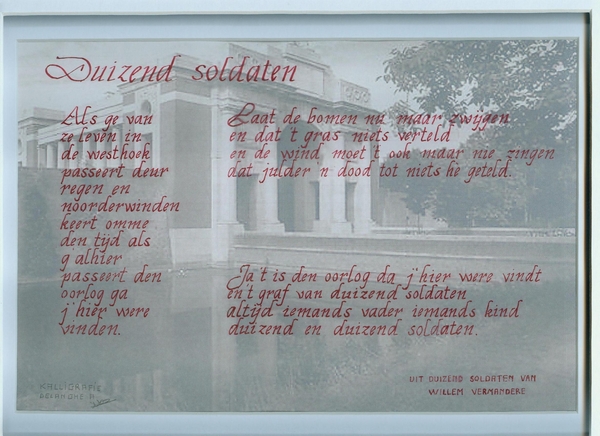 Duizend soldaten
Als ge van
ze leven in
de westhoek
passeert deur
regen en
noorderwinden
keert omme
den tijd als
g'alhier
passeert den
oorlog ga
j'hier were
vinden.
Laat de bomen nu maar zwijgen
en dat 't gras niets verteld
en de wind moet 't ook maar nie zingen
dat julder 'n dood tot niets he geteld.
Ja 't is den oorlog da j'hier were vindt
en 't graf van duizend soldaten
altijd iemands vader iemands kind
duizend en duizend soldaten.
UIT DUIZEND SOLDATEN VAN
WILLEM VERMANDERE
KALLIGRAFIE